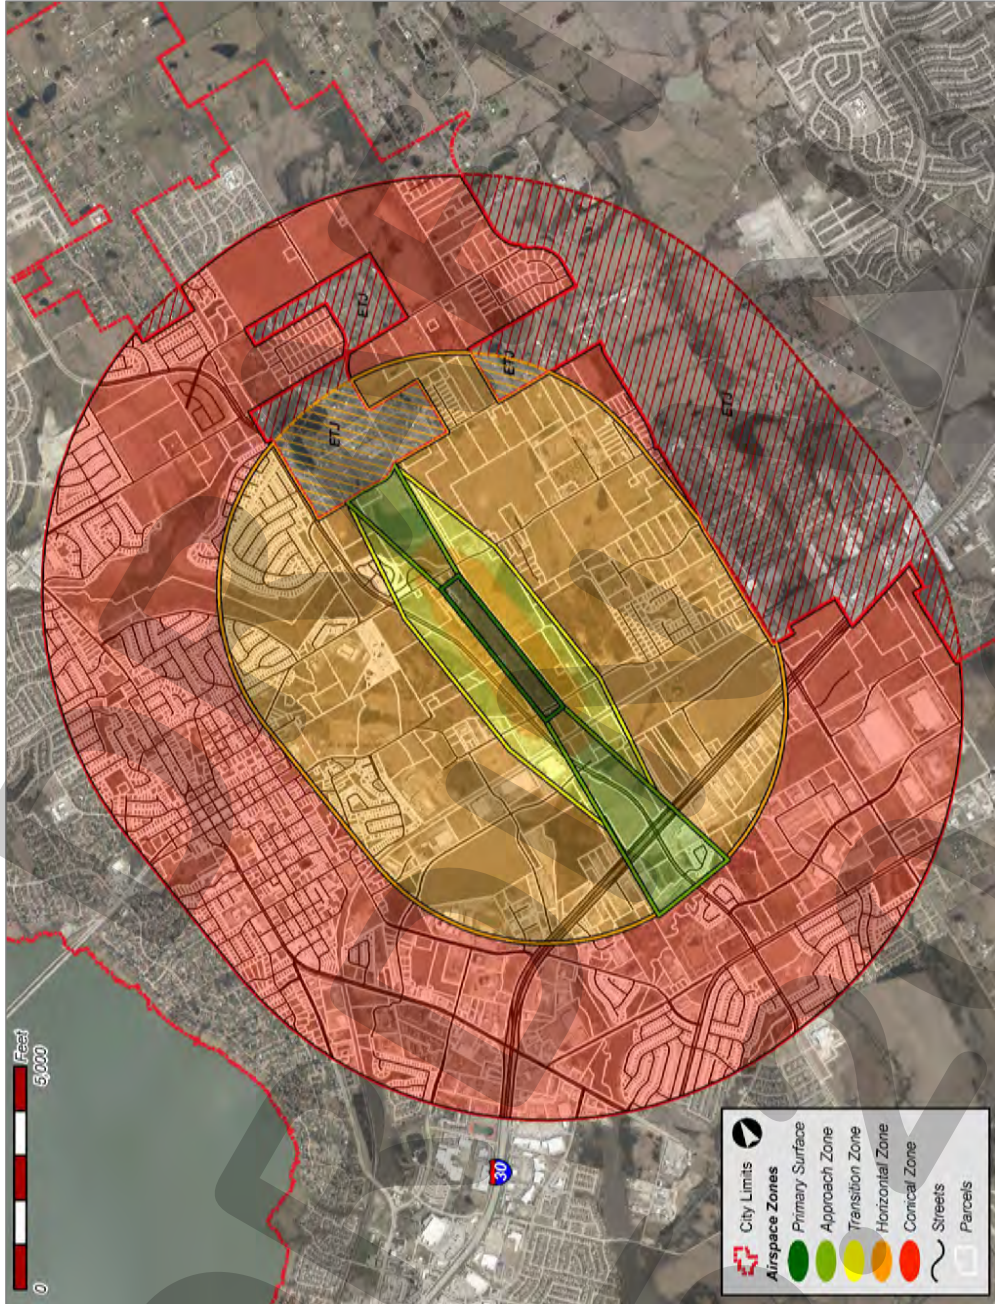 ETJ
ETJ
ETJ
ETJ
Feet
0
5,000
30
City Limits
Airspace Zones
Primary Surface
Approach Zone
Transition Zone
Horizontal Zone
Conical Zone
Streets
Parcels